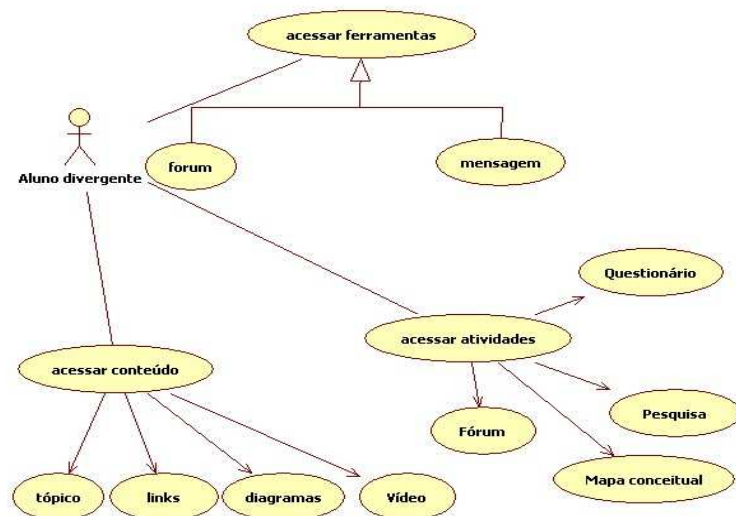 acessar ferramentas
forum
mensagem
Aluno divergente
Questionário
acessar atividades
acessar conteúdo
Pesquisa
Fórum
Mapa conceitual
tópico
links
diagramas
Vídeo